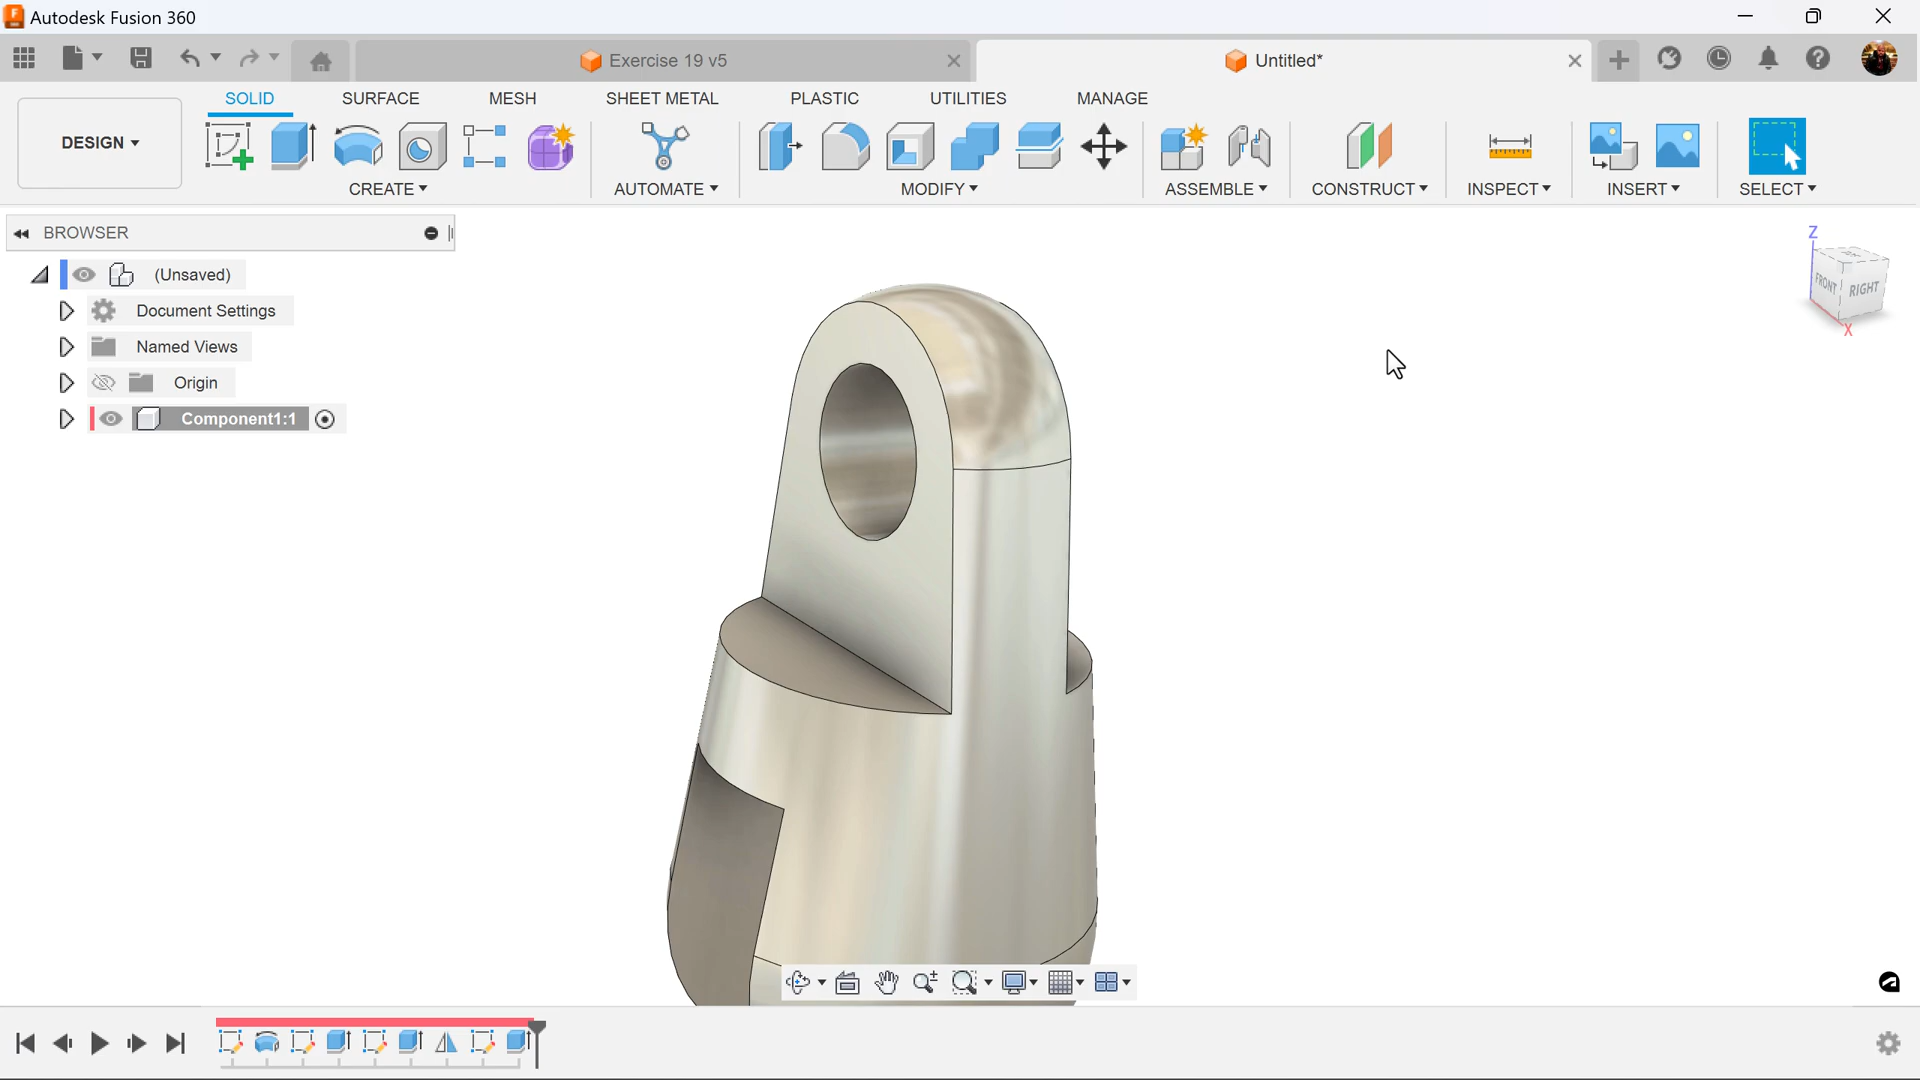 Autodesk Fusion 360
Exercise 19 v5
Untitled*
DESIGN
SOLID
SURFACE
MESH
SHEET METAL
PLASTIC
UTILITIES
MANAGE
CREATE
AUTOMATE
MODIFY
ASSEMBLE
CONSTRUCT
INSPECT
INSERT
SELECT
BROWSER
(Unsaved)
Document Settings
Named Views
Origin
Component1:1
Z
FRONT
RIGHT
X